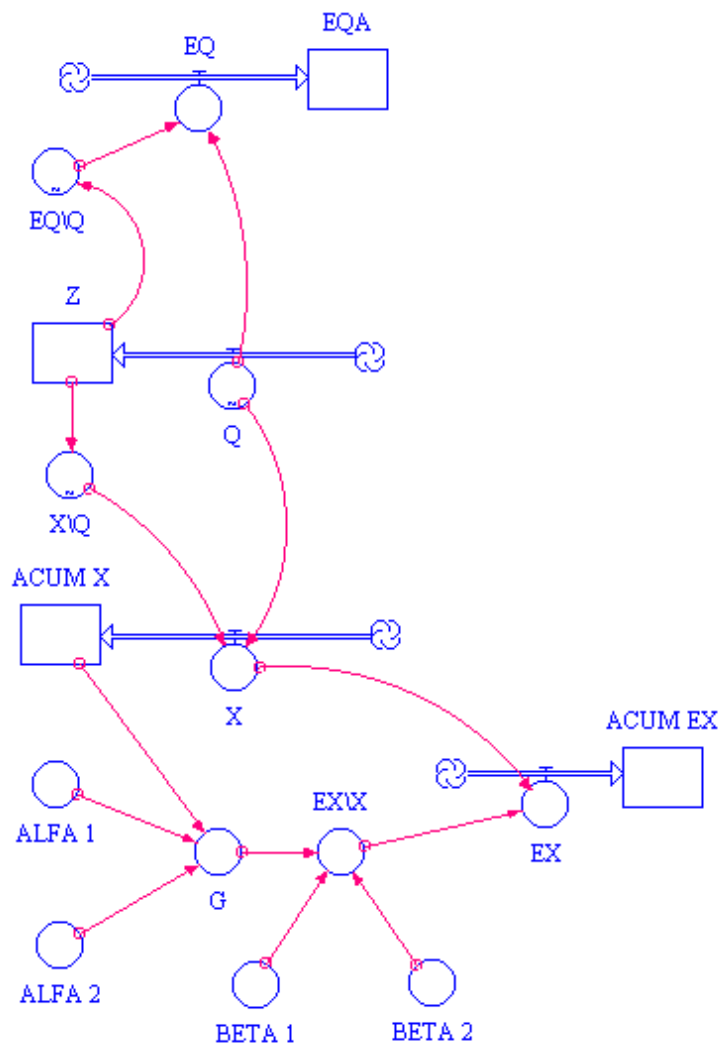 EQA
EQ
EQ\Q
Z
Q
X\Q
ACUM X
X
ACUM EX
ALFA 1
EX\X
EX
G
ALFA 2
BETA 1
BETA 2